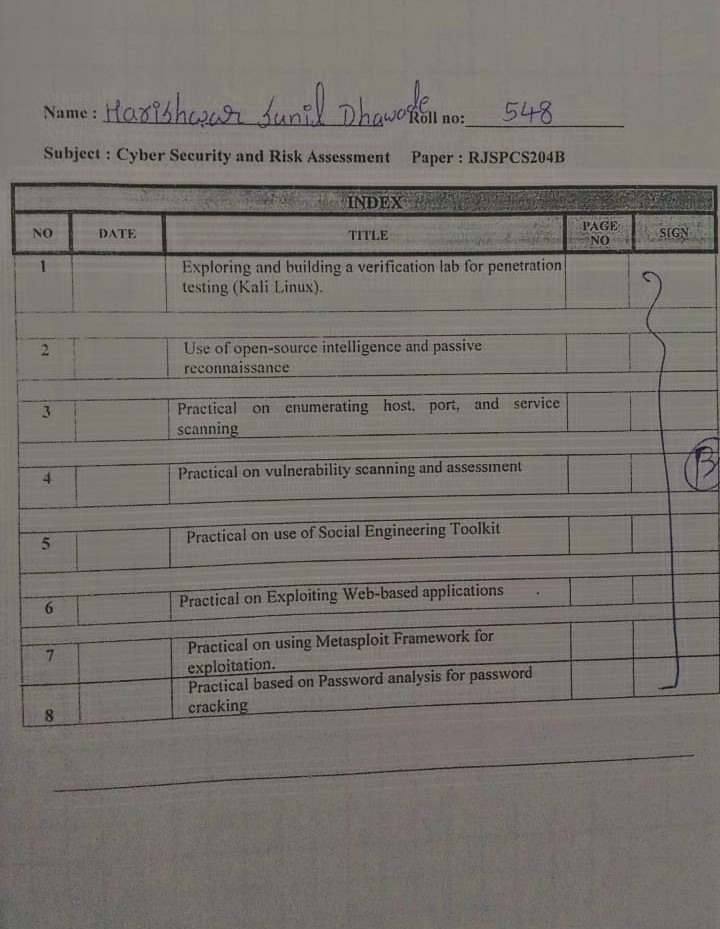 Name : Harishwar Sunil Dhawade Roll no: 548
Subject : Cyber Security and Risk Assessment Paper : RJSPCS204B
INDEX
NO DATE TITLE PAGE NO SIGN
1 Exploring and building a verification lab for penetration
testing (Kali Linux).
2 Use of open-source intelligence and passive
reconnaissance
3 Practical on enumerating host, port, and service
scanning
4 Practical on vulnerability scanning and assessment
5 Practical on use of Social Engineering Toolkit
6 Practical on Exploiting Web-based applications
7 Practical on using Metasploit Framework for
exploitation.
8 Practical based on Password analysis for password
cracking